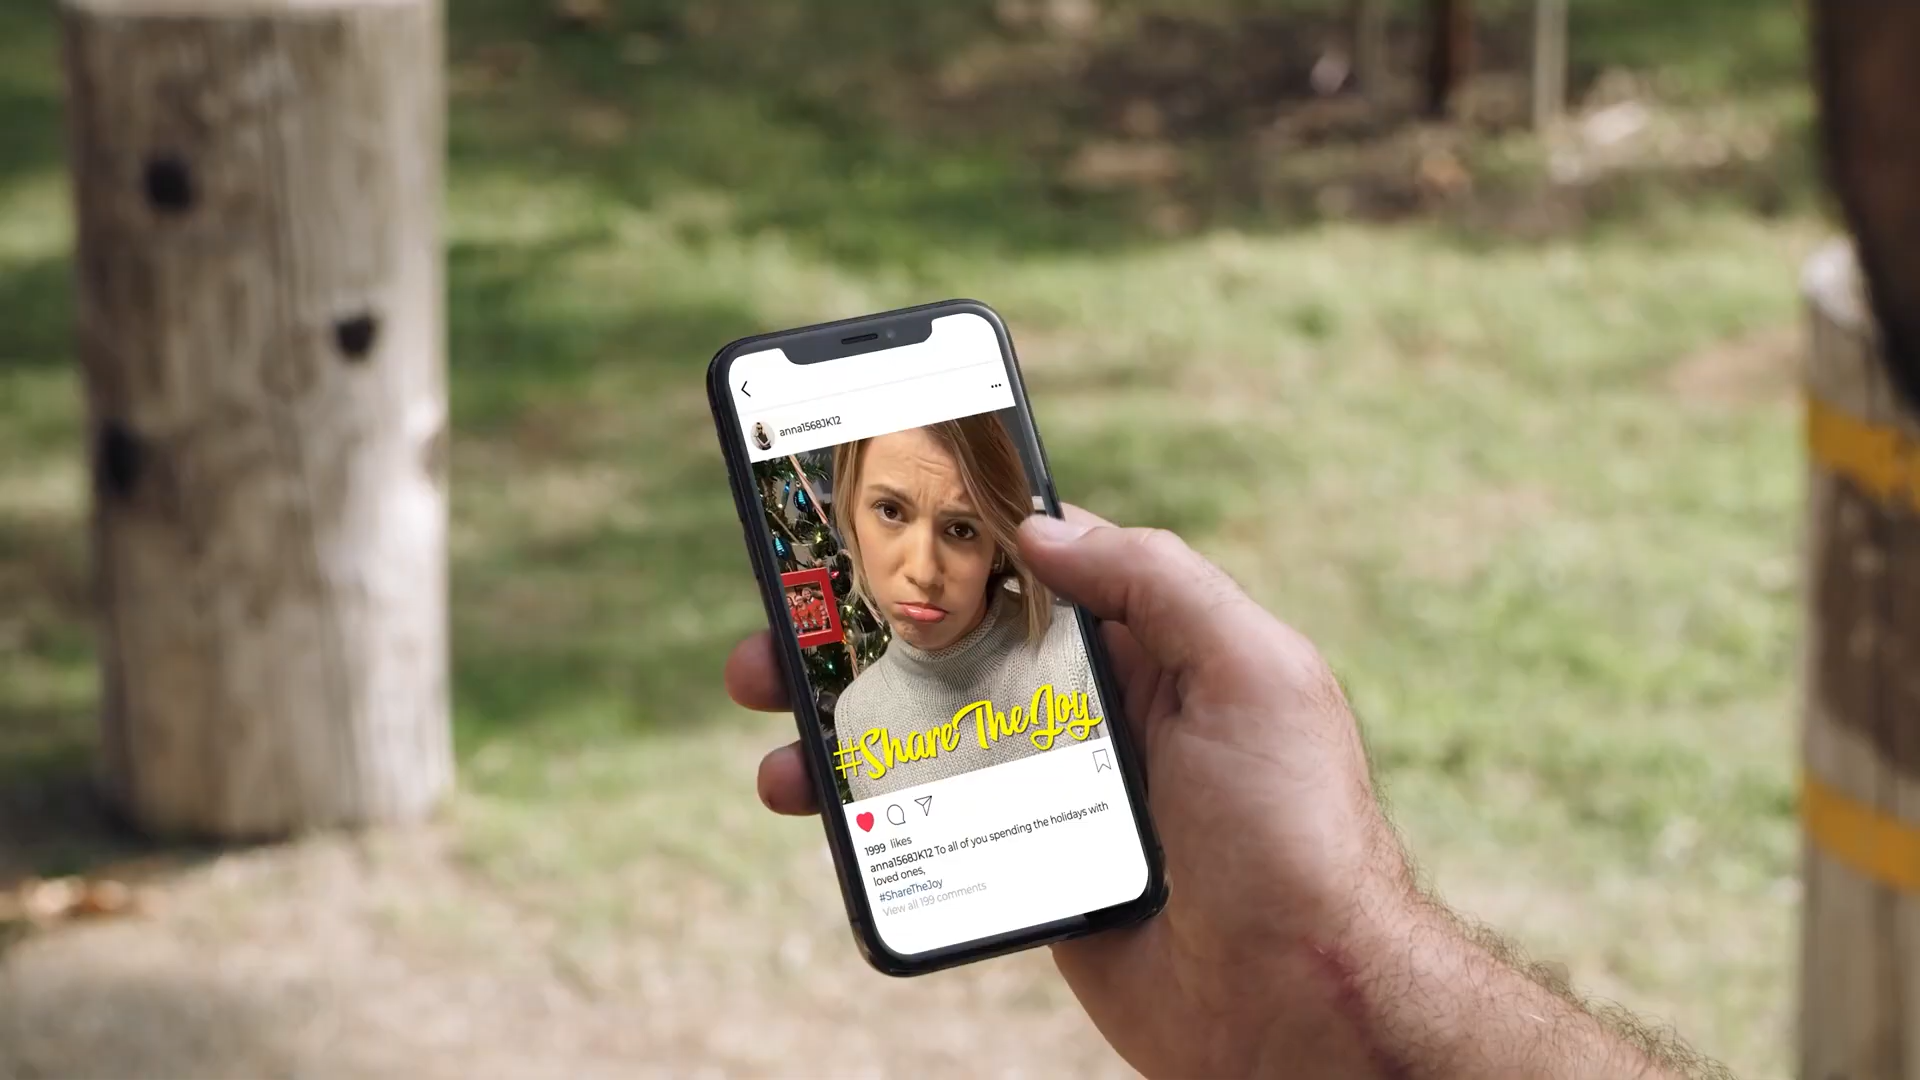 anna1568JK12
#ShareTheJoy
1999 likes
anna1568JK12 To all of you spending the holidays with
loved ones,
#ShareTheJoy
View all 199 comments